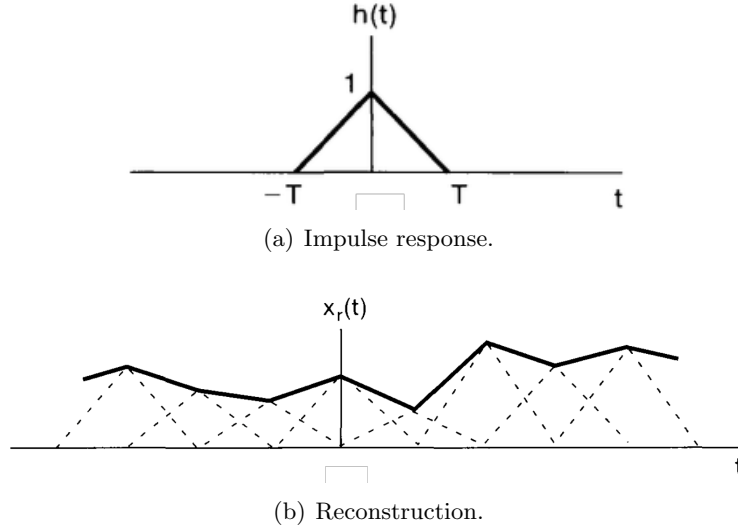 h(t)
1
−T T t
(a) Impulse response.
x_r(t)
t
(b) Reconstruction.